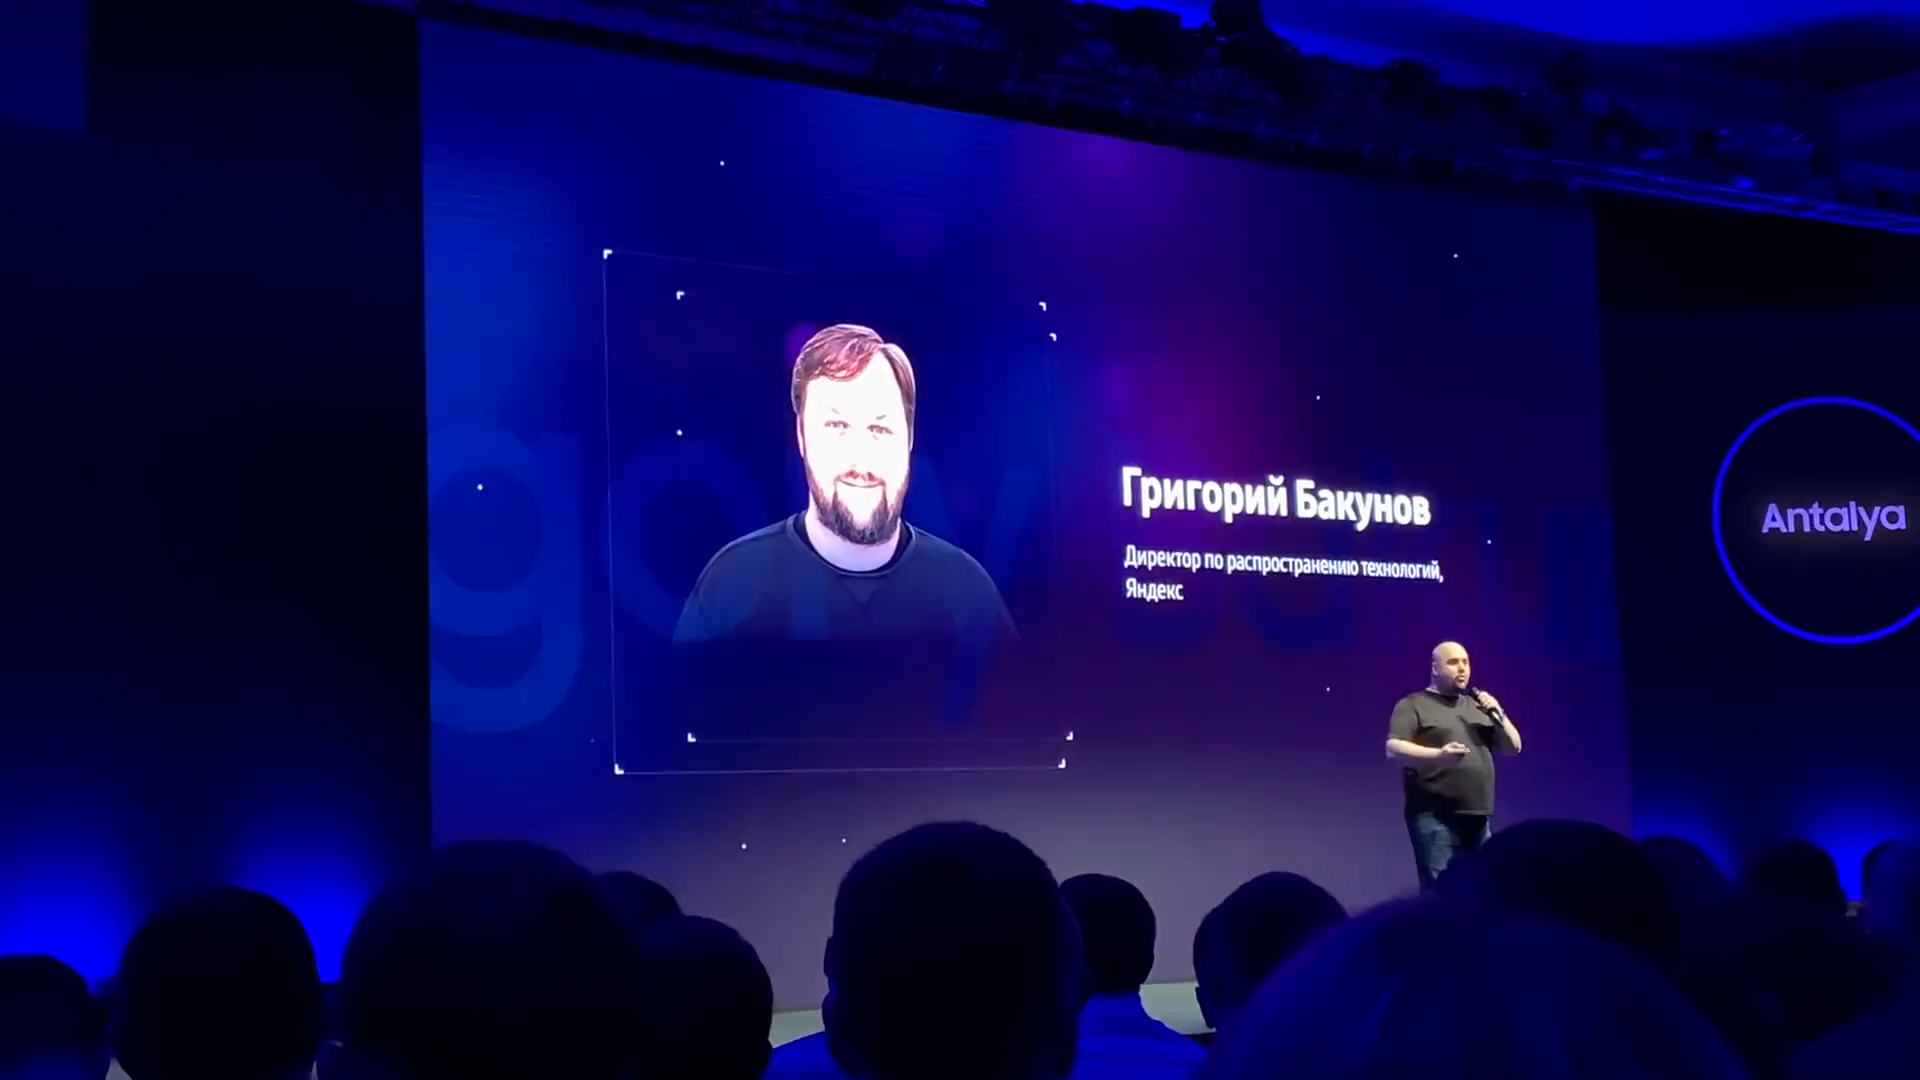 Григорий Бакунов
Директор по распространению технологий,
Яндекс
Antalya